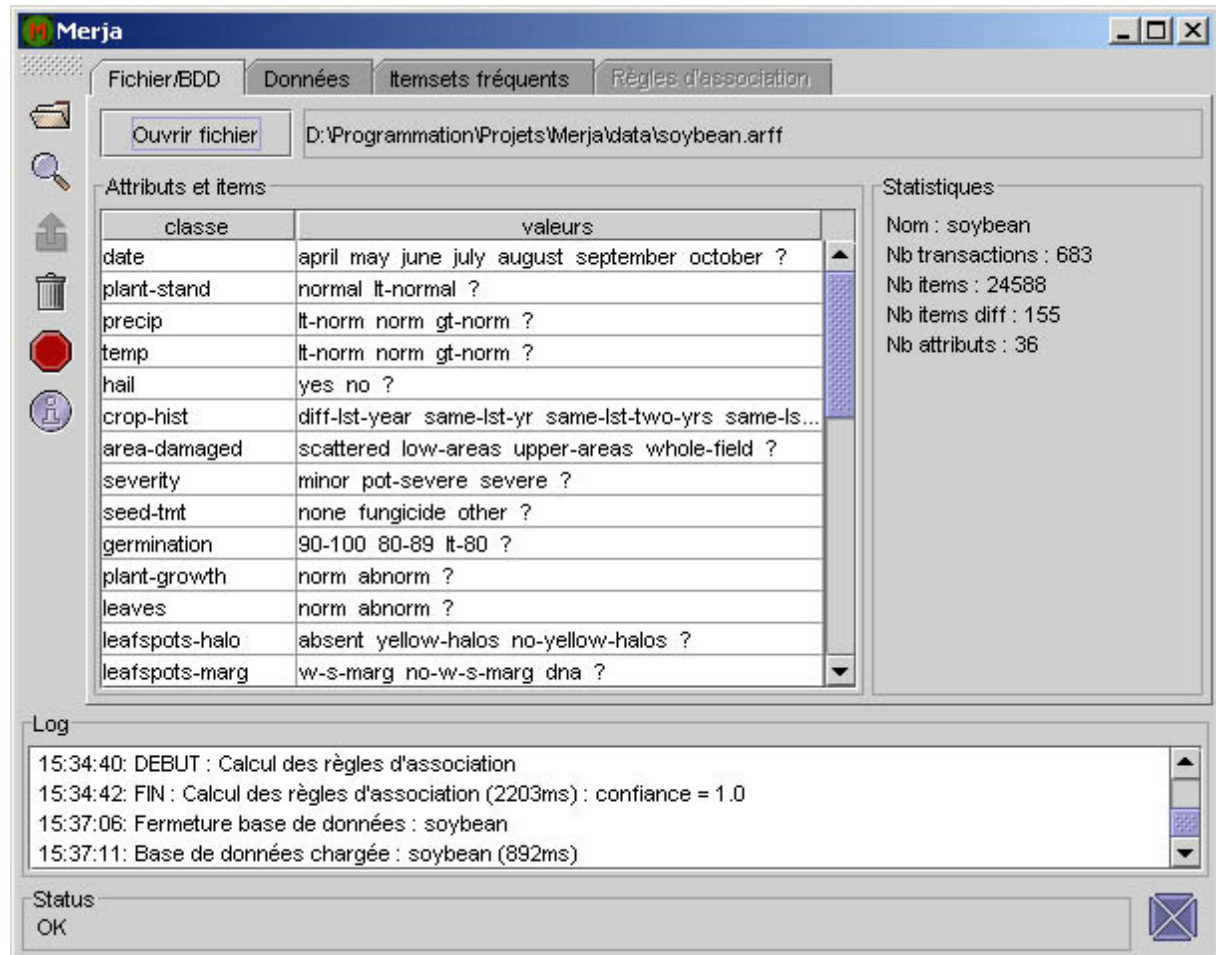 Merja
Fichier/BDD Données Itemsets fréquents Règles d'association
Ouvrir fichier D:\Programmation\Projets\Merja\data\soybean.arff
Attributs et items
classe valeurs
date april may june july august september october ?
plant-stand normal lt-normal ?
precip lt-norm norm gt-norm ?
temp lt-norm norm gt-norm ?
hail yes no ?
crop-hist diff-lst-year same-lst-yr same-lst-two-yrs same-ls...
area-damaged scattered low-areas upper-areas whole-field ?
severity minor pot-severe severe ?
seed-tmt none fungicide other ?
germination 90-100 80-89 lt-80 ?
plant-growth norm abnorm ?
leaves norm abnorm ?
leafspots-halo absent yellow-halos no-yellow-halos ?
leafspots-marg w-s-marg no-w-s-marg dna ?
Statistiques
Nom : soybean
Nb transactions : 683
Nb items : 24588
Nb items diff : 155
Nb attributs : 36
Log
15:34:40: DEBUT : Calcul des règles d'association
15:34:42: FIN : Calcul des règles d'association (2203ms) : confiance = 1.0
15:37:06: Fermeture base de données : soybean
15:37:11: Base de données chargée : soybean (892ms)
Status
OK